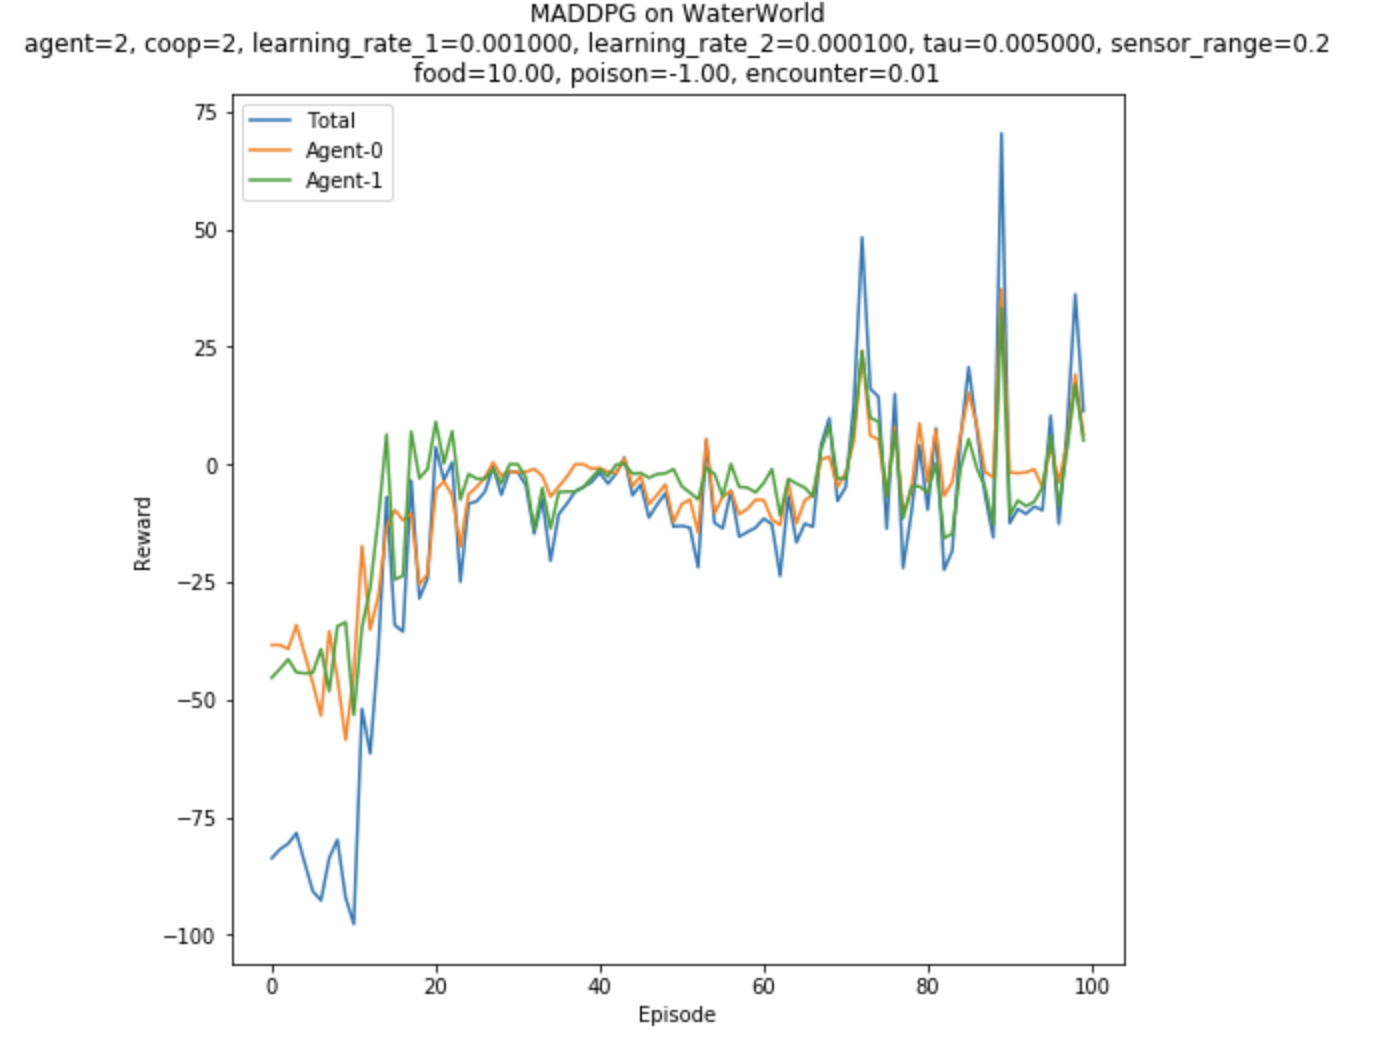 MADDPG on WaterWorld
agent=2, coop=2, learning_rate_1=0.001000, learning_rate_2=0.000100, tau=0.005000, sensor_range=0.2
food=10.00, poison=-1.00, encounter=0.01
Total
Agent-0
Agent-1
75
50
25
0
−25
−50
−75
−100
Reward
0 20 40 60 80 100
Episode